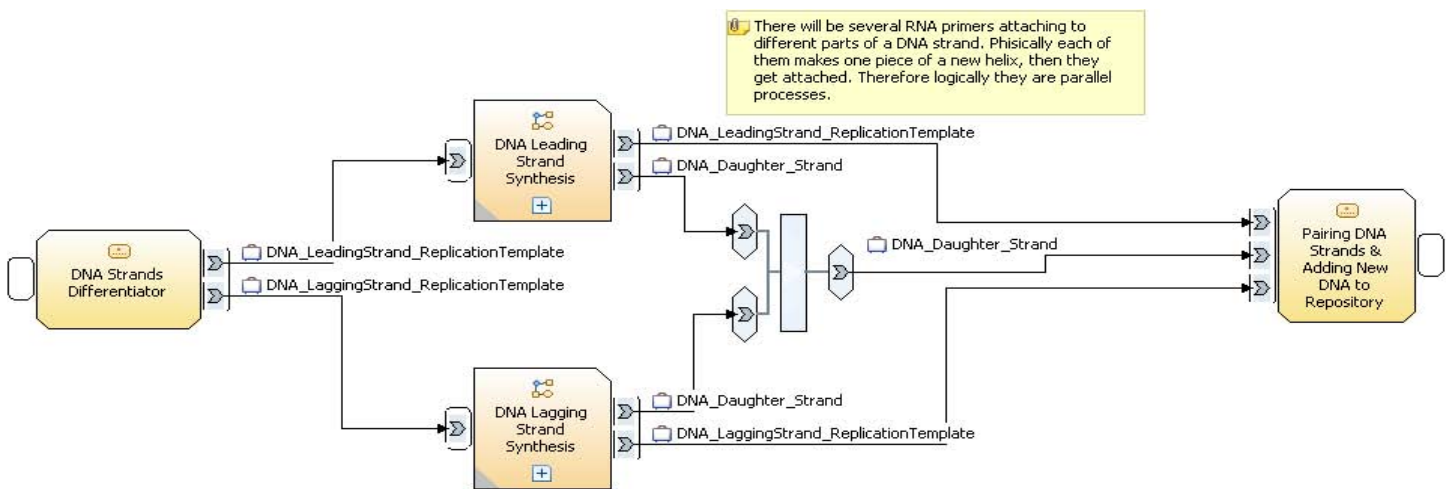 There will be several RNA primers attaching to
different parts of a DNA strand. Phisically each of
them makes one piece of a new helix, then they
get attached. Therefore logically they are parallel
processes.
DNA Leading
Strand
Synthesis
DNA_LeadingStrand_ReplicationTemplate
DNA_Daughter_Strand
DNA Strands
Differentiator
DNA_LeadingStrand_ReplicationTemplate
DNA_LaggingStrand_ReplicationTemplate
DNA_Daughter_Strand
Pairing DNA
Strands &
Adding New
DNA to
Repository
DNA Lagging
Strand
Synthesis
DNA_Daughter_Strand
DNA_LaggingStrand_ReplicationTemplate